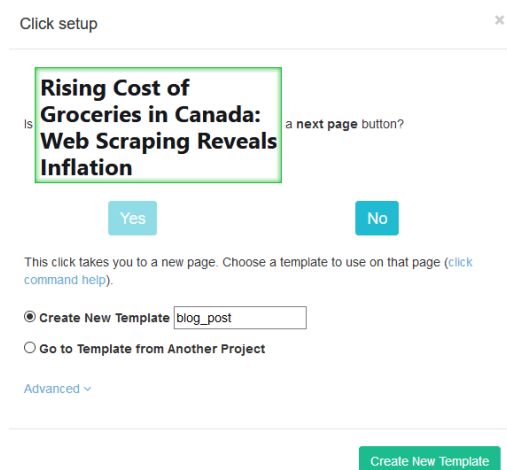 Click setup
×
Is
Rising Cost of
Groceries in Canada:
Web Scraping Reveals
Inflation
a next page button?
Yes
No
This click takes you to a new page. Choose a template to use on that page (click
command help).
Create New Template blog_post
Go to Template from Another Project
Advanced
Create New Template